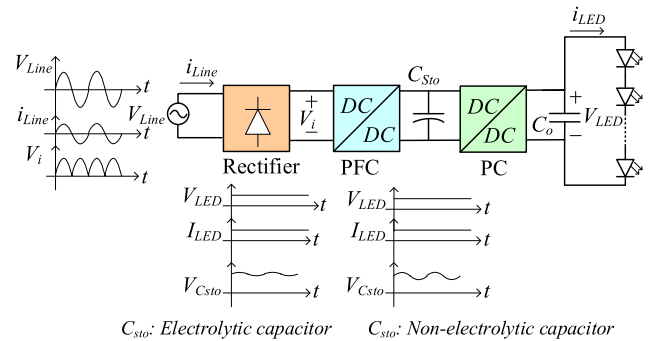 V_Line
t
i_Line
t
V_i
t
i_Line
V_Line
Rectifier
+
V_i
−
DC
DC
PFC
C_Sto
DC
DC
PC
C_o
i_LED
+
V_LED
−
V_LED
t
I_LED
t
V_Csto
t
C_sto: Electrolytic capacitor
V_LED
t
I_LED
t
V_Csto
t
C_sto: Non-electrolytic capacitor